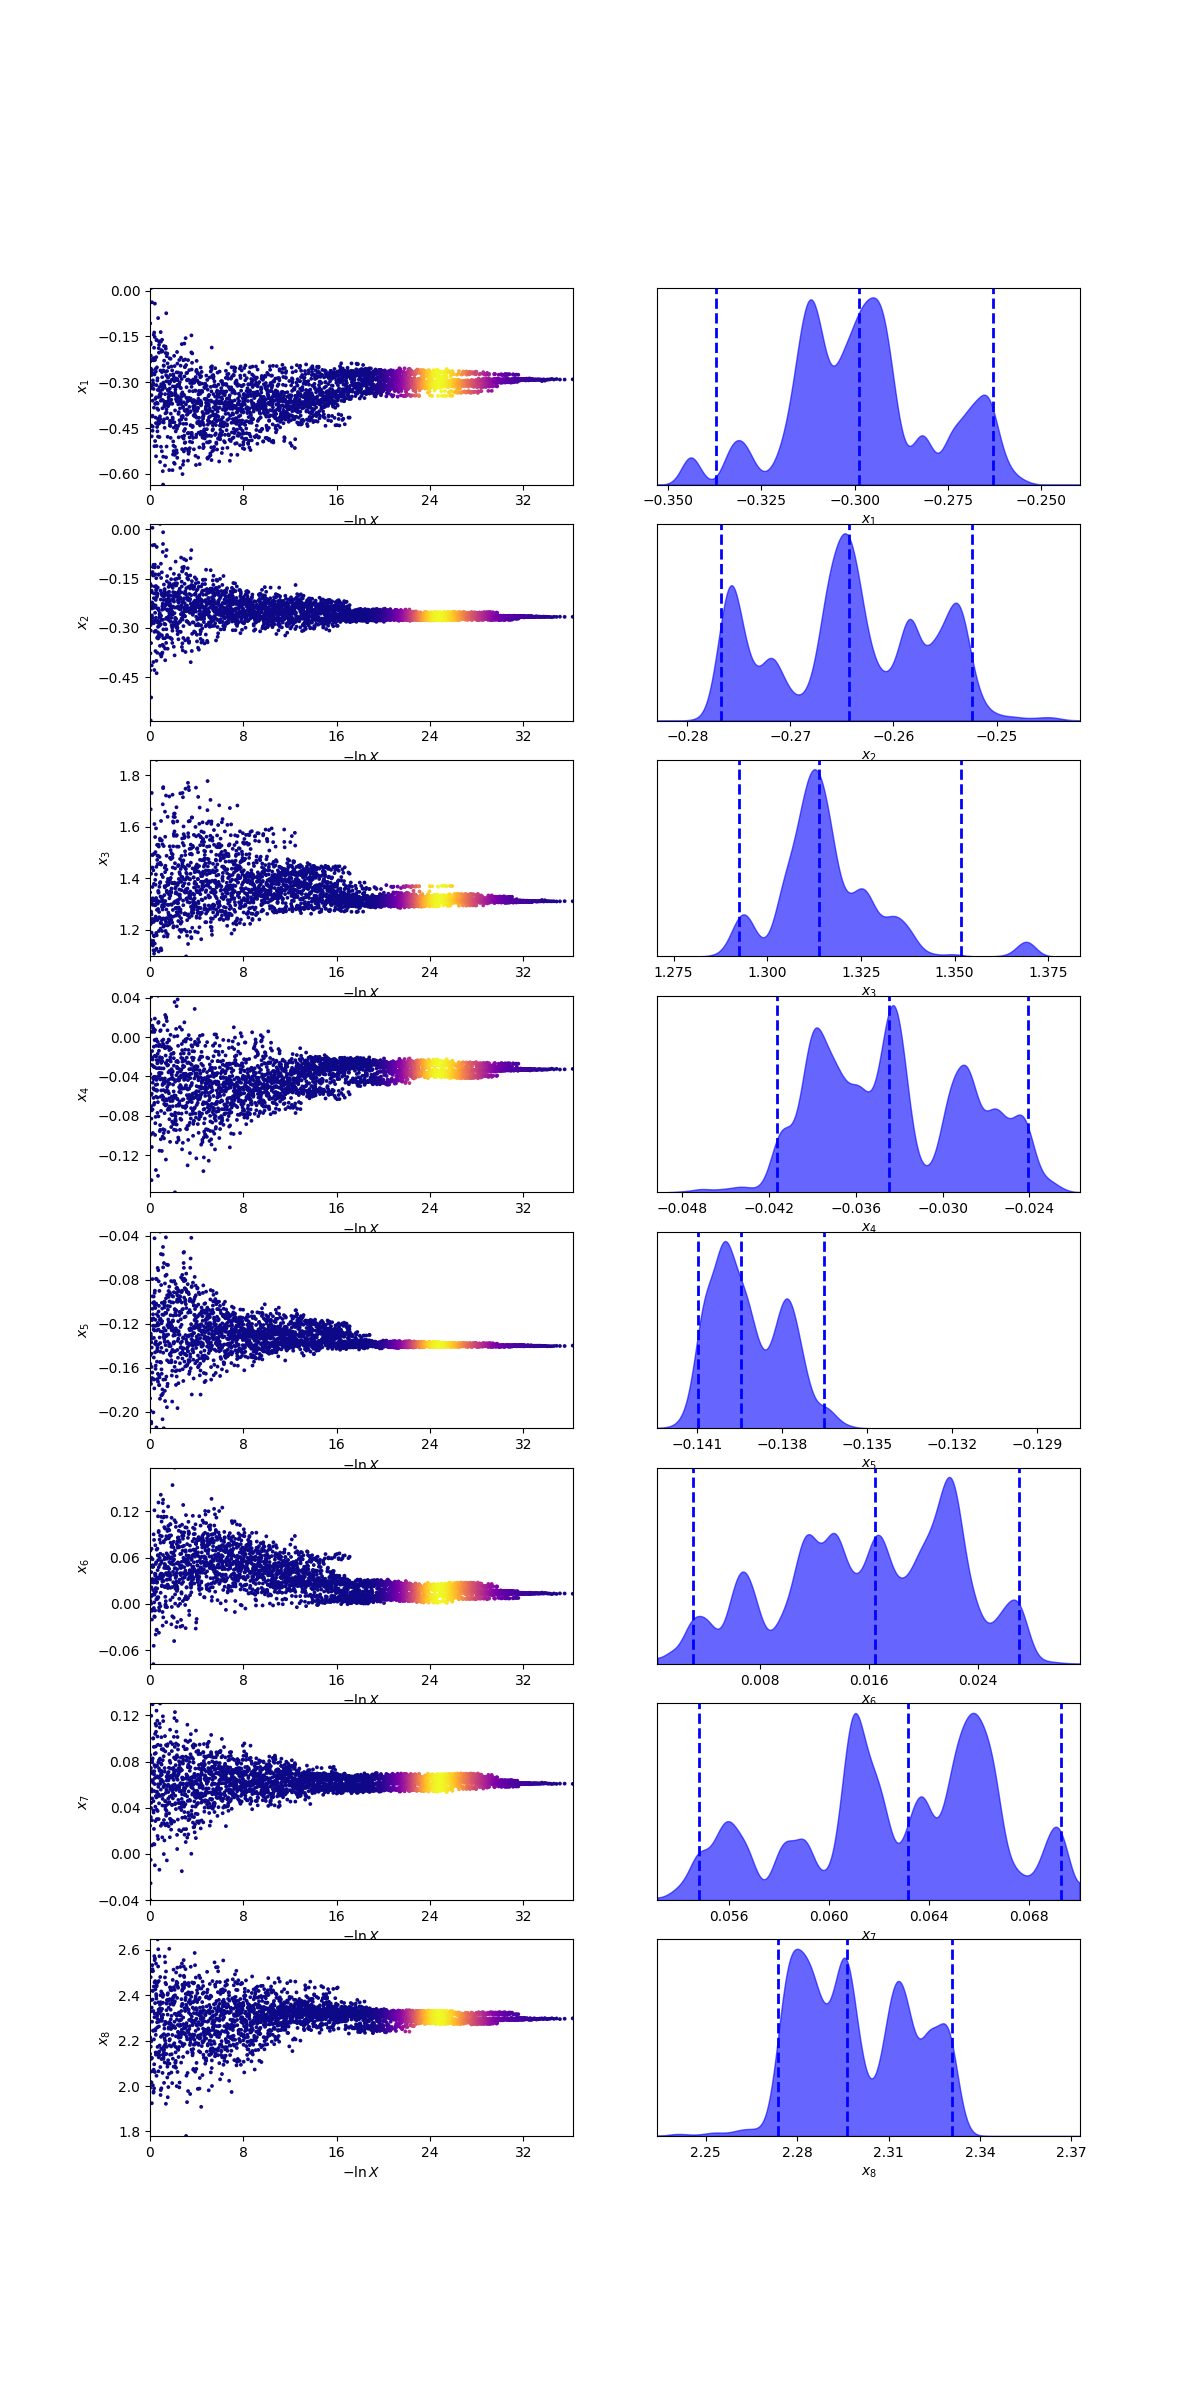 0.00
−0.15
−0.30
−0.45
−0.60
x₁
0 8 16 24 32
−ln X
−0.350 −0.325 −0.300 −0.275 −0.250
x₁
0.00
−0.15
−0.30
−0.45
x₂
0 8 16 24 32
−ln X
−0.28 −0.27 −0.26 −0.25
x₂
1.8
1.6
1.4
1.2
x₃
0 8 16 24 32
−ln X
1.275 1.300 1.325 1.350 1.375
x₃
0.04
0.00
−0.04
−0.08
−0.12
x₄
0 8 16 24 32
−ln X
−0.048 −0.042 −0.036 −0.030 −0.024
x₄
−0.04
−0.08
−0.12
−0.16
−0.20
x₅
0 8 16 24 32
−ln X
−0.141 −0.138 −0.135 −0.132 −0.129
x₅
0.12
0.06
0.00
−0.06
x₆
0 8 16 24 32
−ln X
0.008 0.016 0.024
x₆
0.12
0.08
0.04
0.00
−0.04
x₇
0 8 16 24 32
−ln X
0.056 0.060 0.064 0.068
x₇
2.6
2.4
2.2
2.0
1.8
x₈
0 8 16 24 32
−ln X
2.25 2.28 2.31 2.34 2.37
x₈